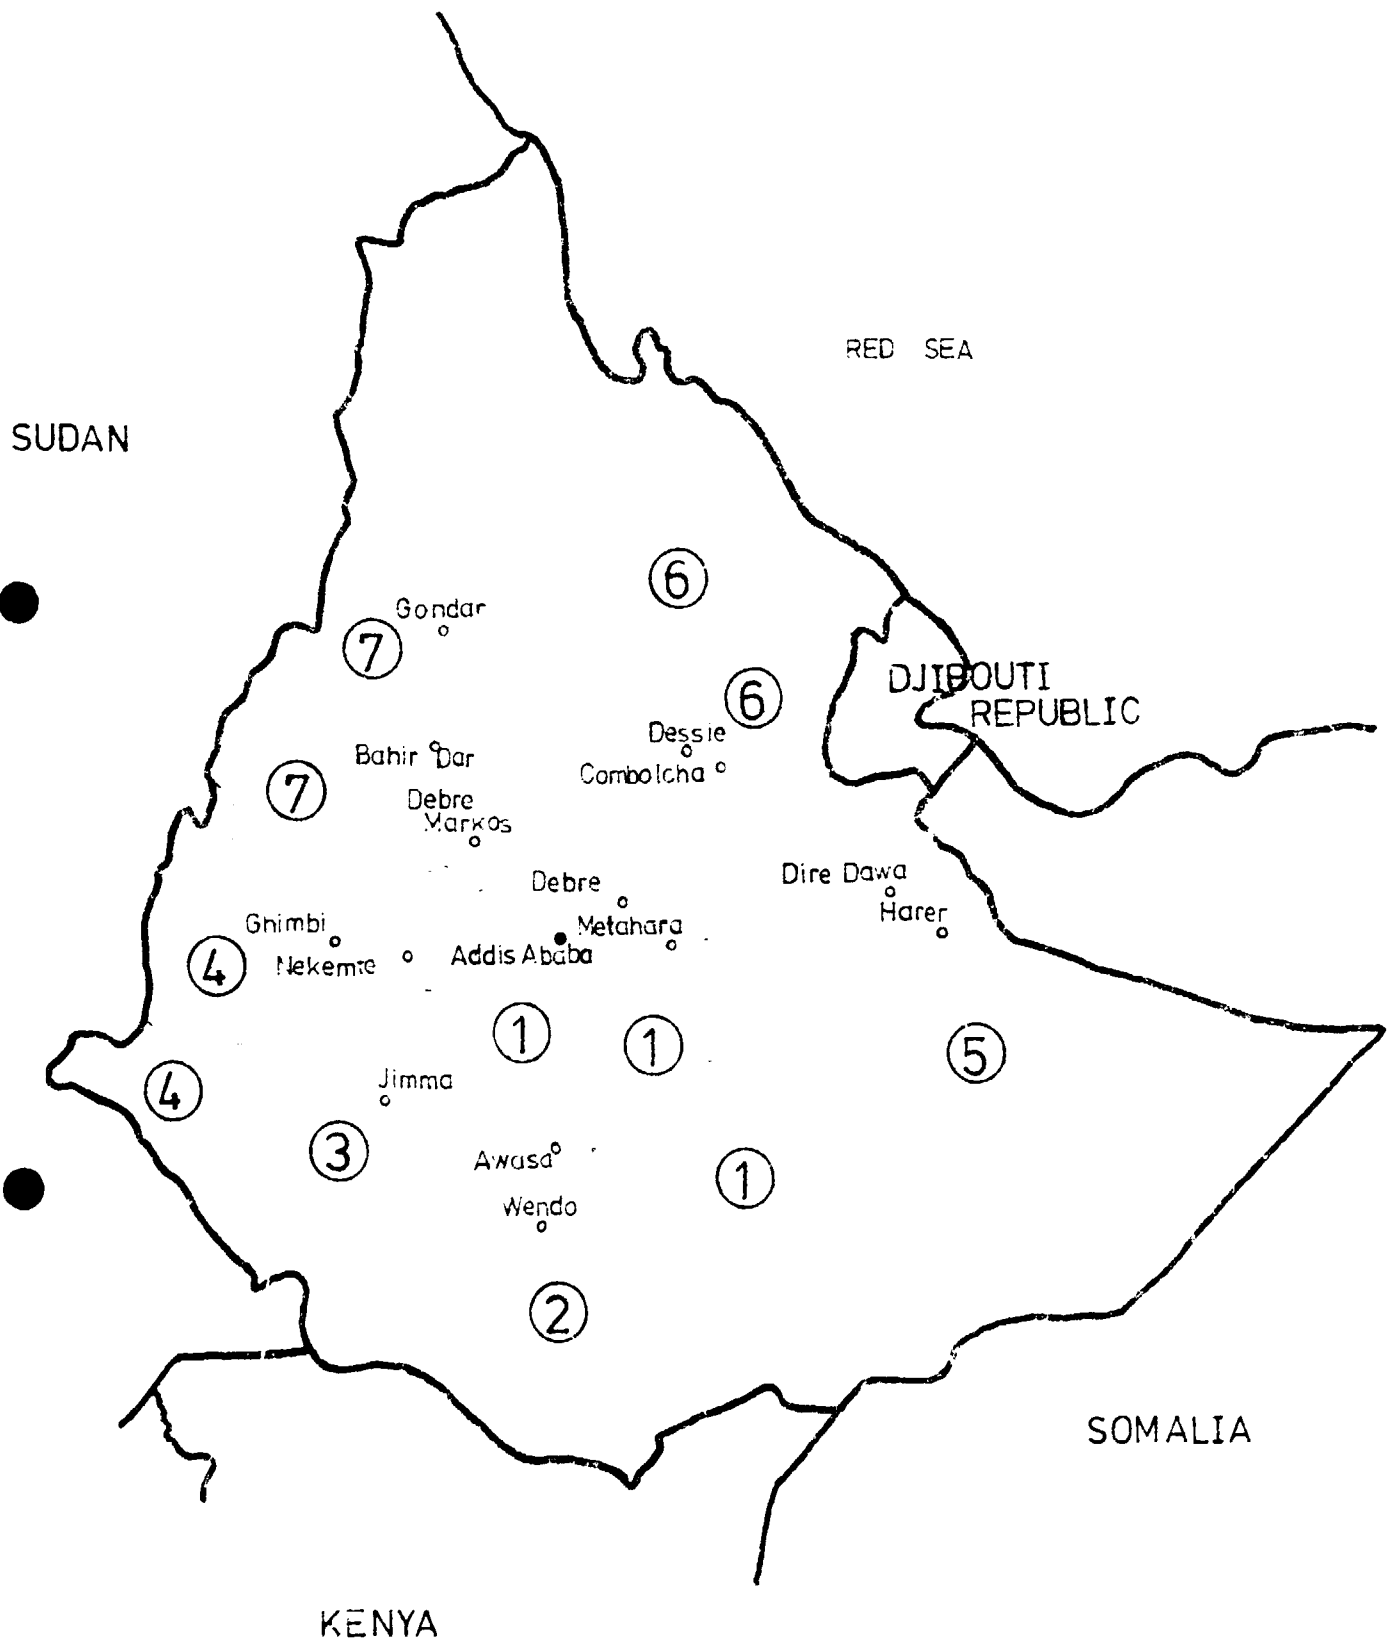 RED SEA
SUDAN
6
Gondar
7
DJIBOUTI
REPUBLIC
6
Dessie
Bahir Dar
Combolcha
7
Debre
Markos
Dire Dawa
Debre
Harer
Ghimbi
Metahara
4
Nekemte
Addis Ababa
1
1
5
Jimma
4
3
Awasa
1
Wendo
2
SOMALIA
KENYA